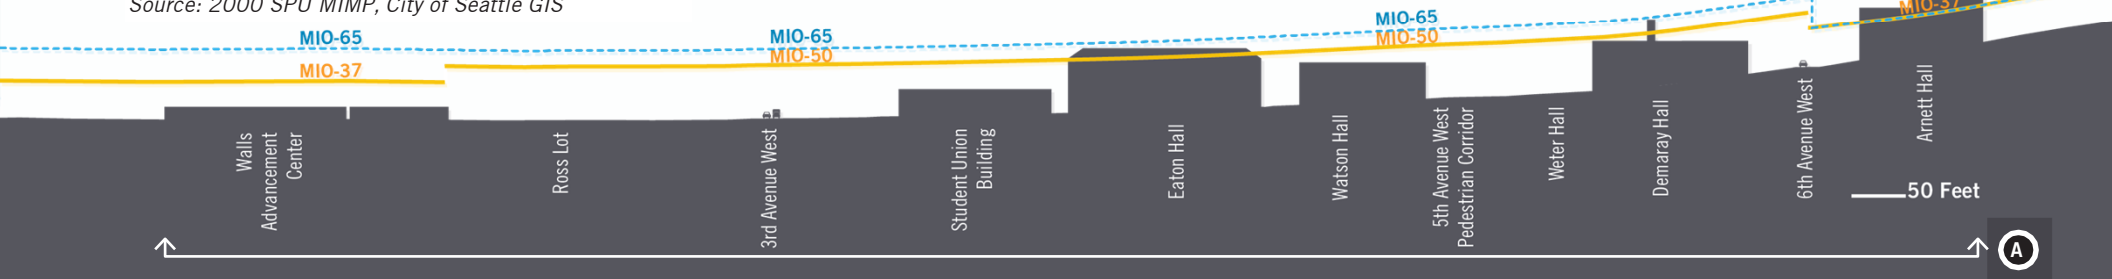 Source: 2000 SPU MIMP, City of Seattle GIS
MIO-65
MIO-37
MIO-65
MIO-50
MIO-65
MIO-50
MIO-37
Walls
Advancement
Center
Ross Lot
3rd Avenue West
Student Union
Building
Eaton Hall
Watson Hall
5th Avenue West
Pedestrian Corridor
Weter Hall
Demaray Hall
6th Avenue West
Arnett Hall
50 Feet
A